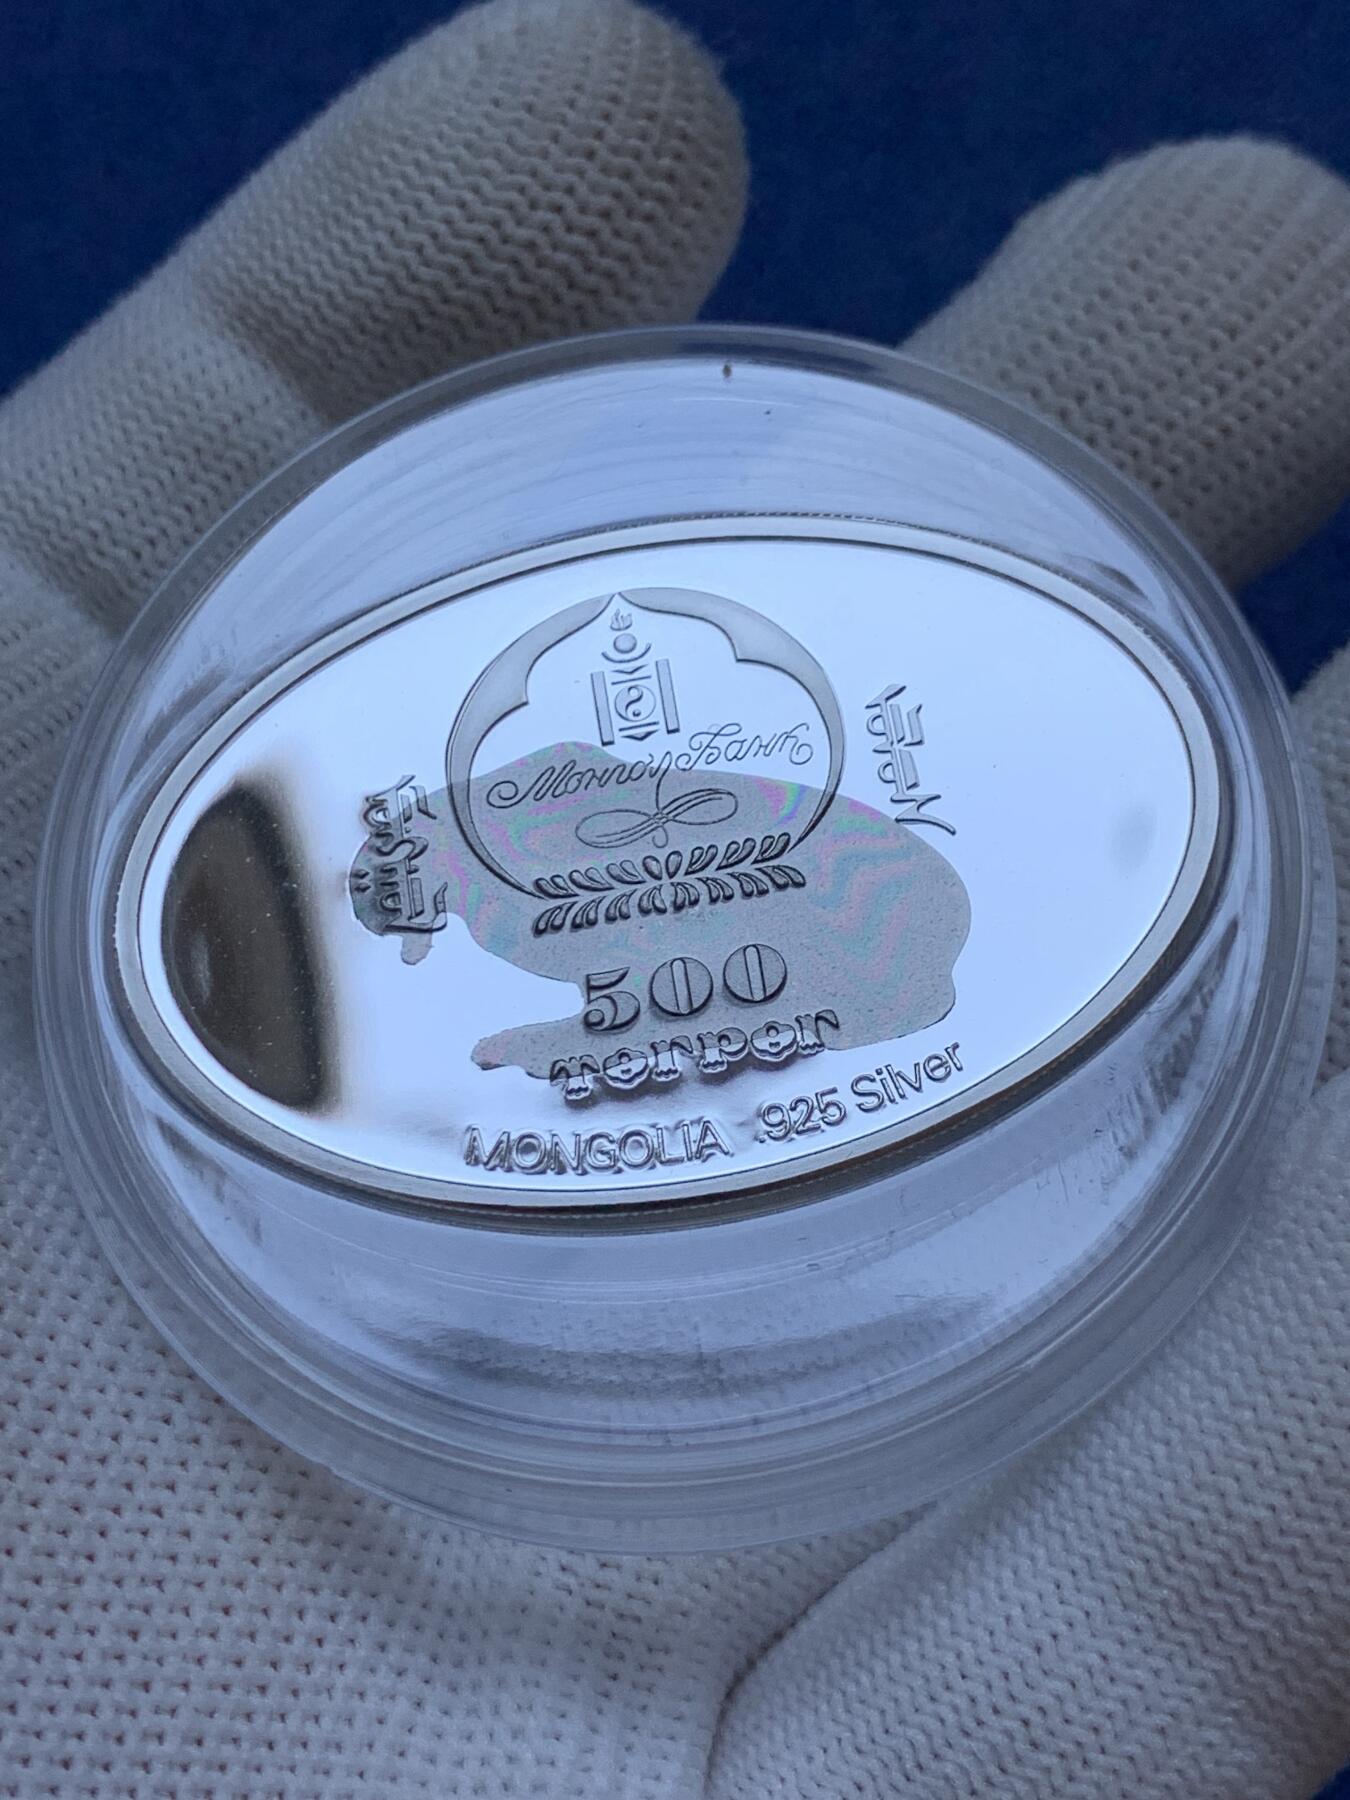 Монгол Банк
500
төгрөг
MONGOLIA .925 Silver